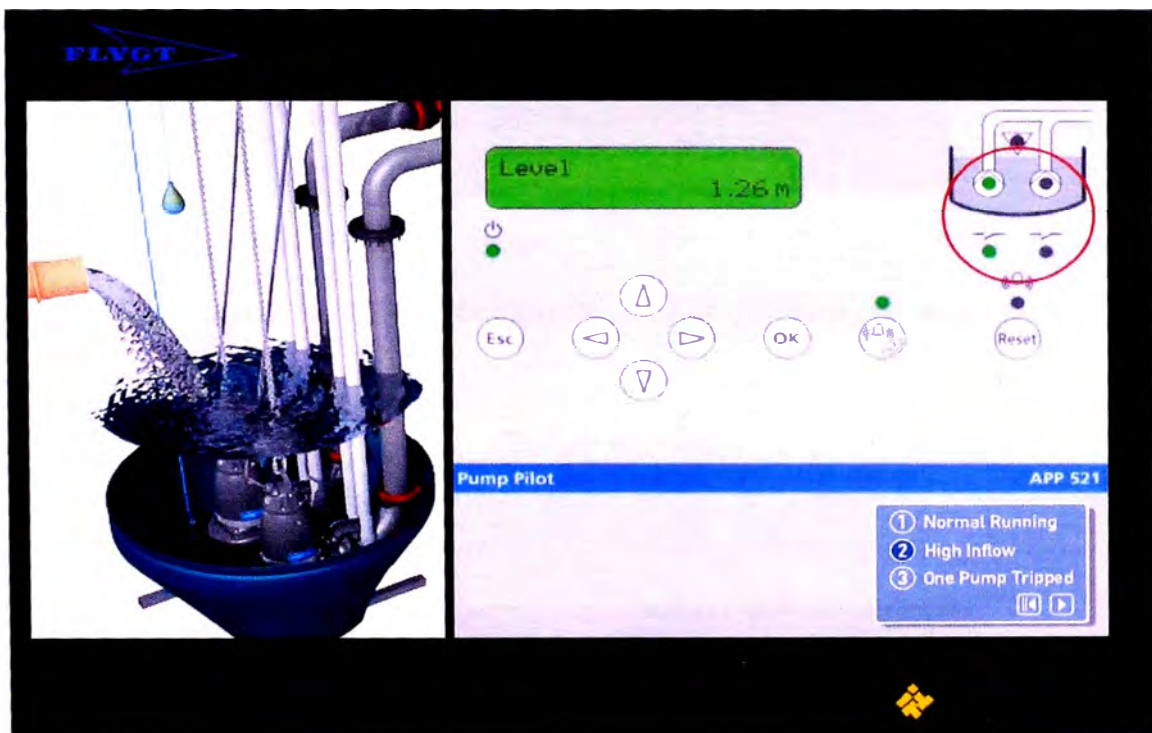 FLYGT
Level
1.26 m
Esc
OK
Reset
Pump Pilot
APP 521
1 Normal Running
2 High Inflow
3 One Pump Tripped